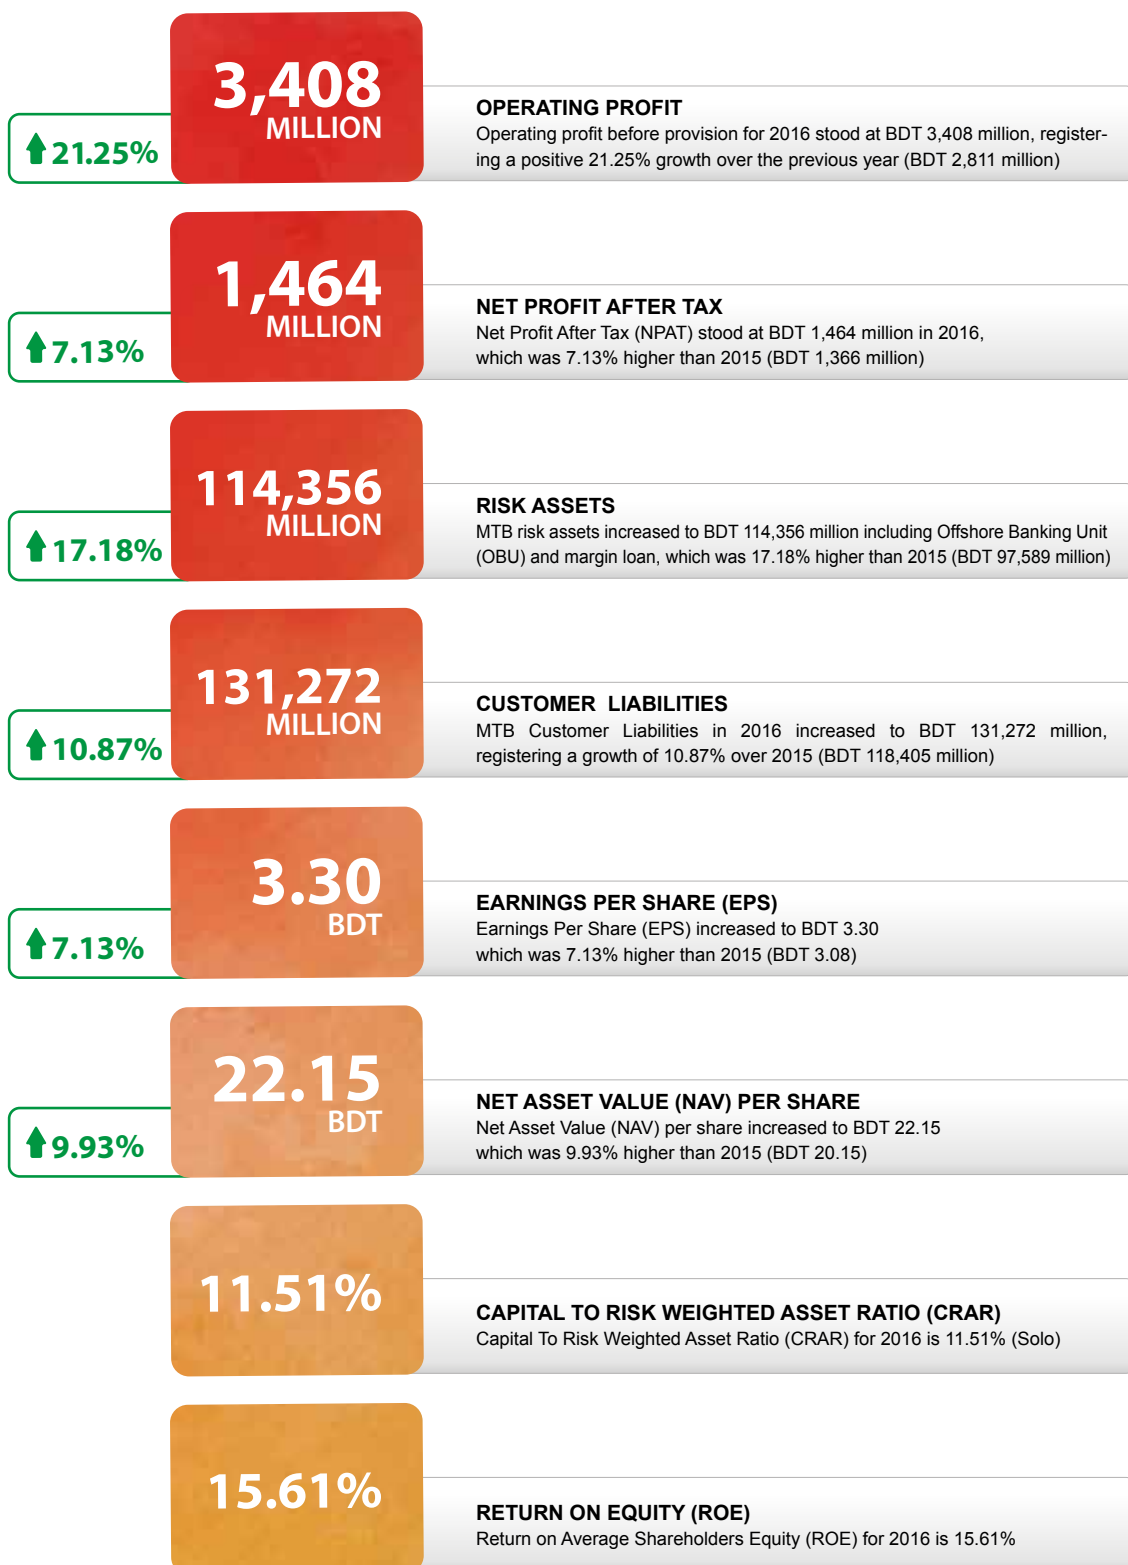 3,408
MILLION
21.25%
OPERATING PROFIT
Operating profit before provision for 2016 stood at BDT 3,408 million, register-
ing a positive 21.25% growth over the previous year (BDT 2,811 million)
1,464
MILLION
7.13%
NET PROFIT AFTER TAX
Net Profit After Tax (NPAT) stood at BDT 1,464 million in 2016,
which was 7.13% higher than 2015 (BDT 1,366 million)
114,356
MILLION
17.18%
RISK ASSETS
MTB risk assets increased to BDT 114,356 million including Offshore Banking Unit
(OBU) and margin loan, which was 17.18% higher than 2015 (BDT 97,589 million)
131,272
MILLION
10.87%
CUSTOMER LIABILITIES
MTB Customer Liabilities in 2016 increased to BDT 131,272 million,
registering a growth of 10.87% over 2015 (BDT 118,405 million)
3.30
BDT
7.13%
EARNINGS PER SHARE (EPS)
Earnings Per Share (EPS) increased to BDT 3.30
which was 7.13% higher than 2015 (BDT 3.08)
22.15
BDT
9.93%
NET ASSET VALUE (NAV) PER SHARE
Net Asset Value (NAV) per share increased to BDT 22.15
which was 9.93% higher than 2015 (BDT 20.15)
11.51%
CAPITAL TO RISK WEIGHTED ASSET RATIO (CRAR)
Capital To Risk Weighted Asset Ratio (CRAR) for 2016 is 11.51% (Solo)
15.61%
RETURN ON EQUITY (ROE)
Return on Average Shareholders Equity (ROE) for 2016 is 15.61%